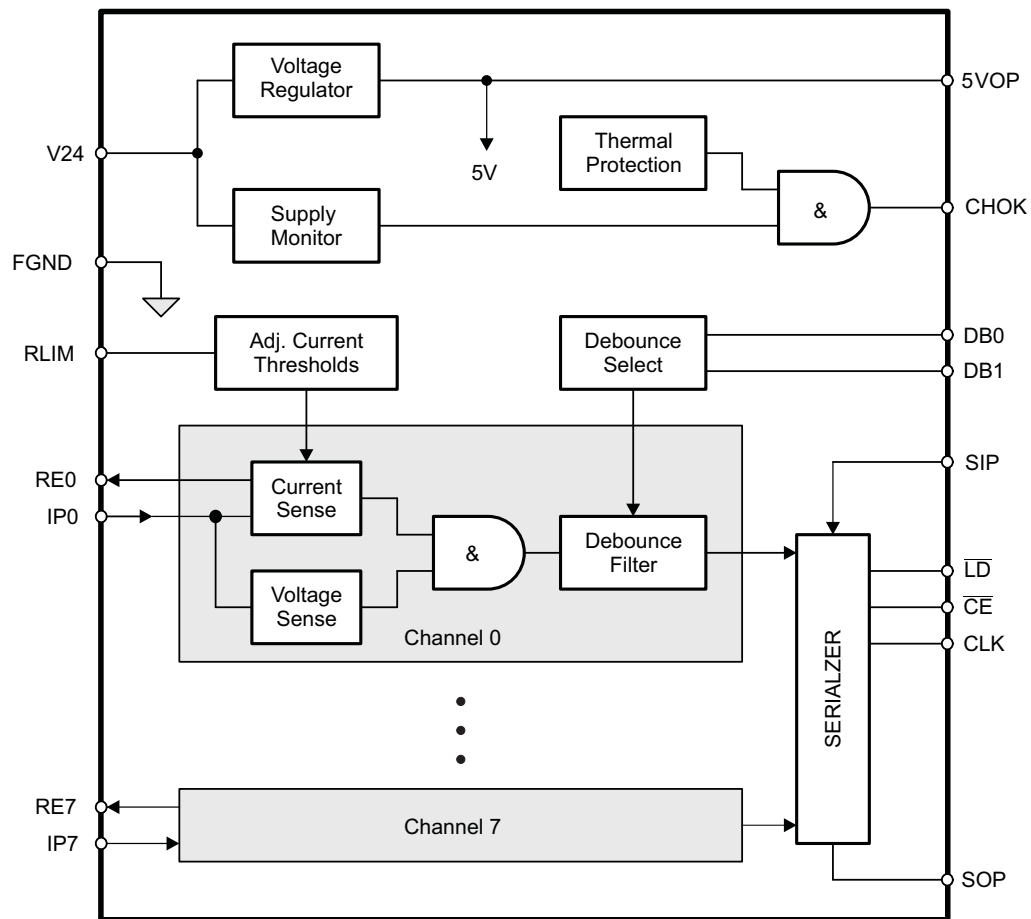 Voltage
Regulator
5VOP
V24
5V
Thermal
Protection
Supply
Monitor
&
CHOK
FGND
RLIM
Adj. Current
Thresholds
Debounce
Select
DB0
DB1
RE0
IP0
Current
Sense
&
Debounce
Filter
Voltage
Sense
Channel 0
SIP
LD
CE
CLK
SERIALZER
RE7
IP7
Channel 7
SOP